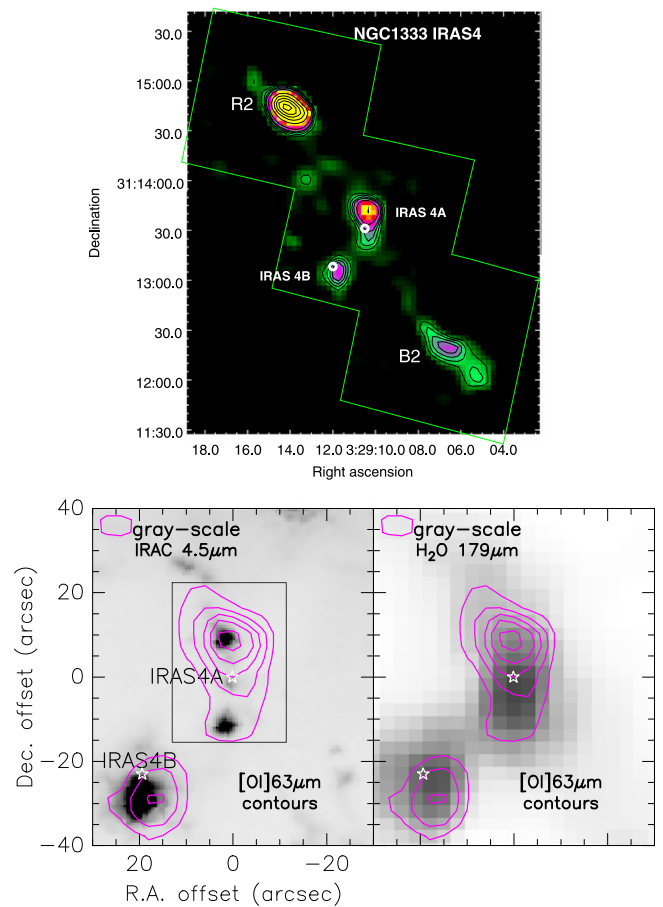 NGC1333 IRAS4
30.0
15:00.0
R2
30.0
31:14:00.0
IRAS 4A
Declination
30.0
IRAS 4B
13:00.0
30.0
B2
12:00.0
11:30.0
18.0 16.0 14.0 12.0 3:29:10.0 08.0 06.0 04.0
Right ascension
40
gray-scale
IRAC 4.5μm
gray-scale
H₂O 179μm
20
IRAS4A
0
Dec. offset (arcsec)
-20
IRAS4B
[OI]63μm
contours
[OI]63μm
contours
-40
20 0 -20
R.A. offset (arcsec)